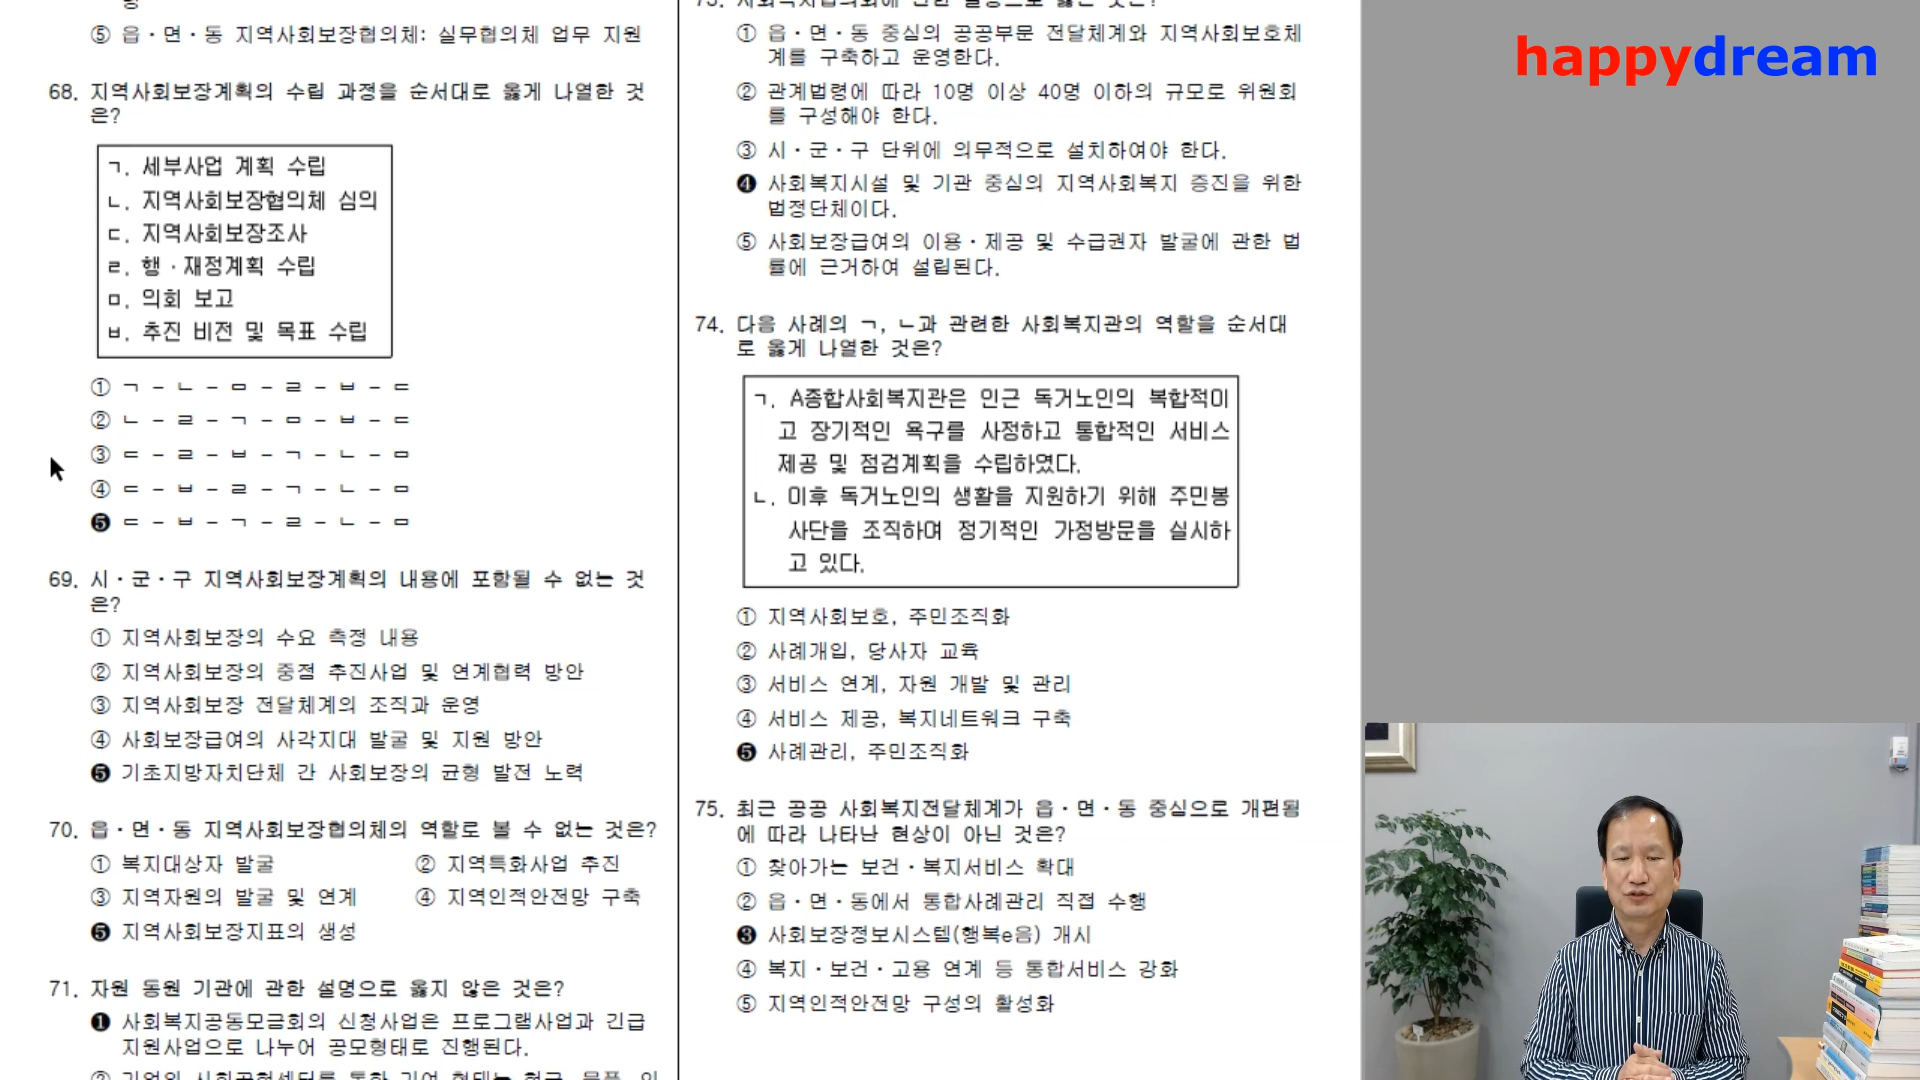 ⑤ 읍·면·동 지역사회보장협의체: 실무협의체 업무 지원
68. 지역사회보장계획의 수립 과정을 순서대로 옳게 나열한 것
은?
ㄱ. 세부사업 계획 수립
ㄴ. 지역사회보장협의체 심의
ㄷ. 지역사회보장조사
ㄹ. 행·재정계획 수립
ㅁ. 의회 보고
ㅂ. 추진 비전 및 목표 수립
① ㄱ - ㄴ - ㅁ - ㄹ - ㅂ - ㄷ
② ㄴ - ㄹ - ㄱ - ㅁ - ㅂ - ㄷ
③ ㄷ - ㄹ - ㅂ - ㄱ - ㄴ - ㅁ
④ ㄷ - ㅂ - ㄹ - ㄱ - ㄴ - ㅁ
❺ ㄷ - ㅂ - ㄱ - ㄹ - ㄴ - ㅁ
69. 시·군·구 지역사회보장계획의 내용에 포함될 수 없는 것
은?
① 지역사회보장의 수요 측정 내용
② 지역사회보장의 중점 추진사업 및 연계협력 방안
③ 지역사회보장 전달체계의 조직과 운영
④ 사회보장급여의 사각지대 발굴 및 지원 방안
❺ 기초지방자치단체 간 사회보장의 균형 발전 노력
70. 읍·면·동 지역사회보장협의체의 역할로 볼 수 없는 것은?
① 복지대상자 발굴 ② 지역특화사업 추진
③ 지역자원의 발굴 및 연계 ④ 지역인적안전망 구축
❺ 지역사회보장지표의 생성
71. 자원 동원 기관에 관한 설명으로 옳지 않은 것은?
❶ 사회복지공동모금회의 신청사업은 프로그램사업과 긴급
지원사업으로 나누어 공모형태로 진행된다.
① 읍·면·동 중심의 공공부문 전달체계와 지역사회보호체
계를 구축하고 운영한다.
② 관계법령에 따라 10명 이상 40명 이하의 규모로 위원회
를 구성해야 한다.
③ 시·군·구 단위에 의무적으로 설치하여야 한다.
❹ 사회복지시설 및 기관 중심의 지역사회복지 증진을 위한
법정단체이다.
⑤ 사회보장급여의 이용·제공 및 수급권자 발굴에 관한 법
률에 근거하여 설립된다.
74. 다음 사례의 ㄱ, ㄴ과 관련한 사회복지관의 역할을 순서대
로 옳게 나열한 것은?
ㄱ. A종합사회복지관은 인근 독거노인의 복합적이
고 장기적인 욕구를 사정하고 통합적인 서비스
제공 및 점검계획을 수립하였다.
ㄴ. 이후 독거노인의 생활을 지원하기 위해 주민봉
사단을 조직하여 정기적인 가정방문을 실시하
고 있다.
① 지역사회보호, 주민조직화
② 사례개입, 당사자 교육
③ 서비스 연계, 자원 개발 및 관리
④ 서비스 제공, 복지네트워크 구축
❺ 사례관리, 주민조직화
75. 최근 공공 사회복지전달체계가 읍·면·동 중심으로 개편됨
에 따라 나타난 현상이 아닌 것은?
① 찾아가는 보건·복지서비스 확대
② 읍·면·동에서 통합사례관리 직접 수행
❸ 사회보장정보시스템(행복e음) 개시
④ 복지·보건·고용 연계 등 통합서비스 강화
⑤ 지역인적안전망 구성의 활성화
happydream